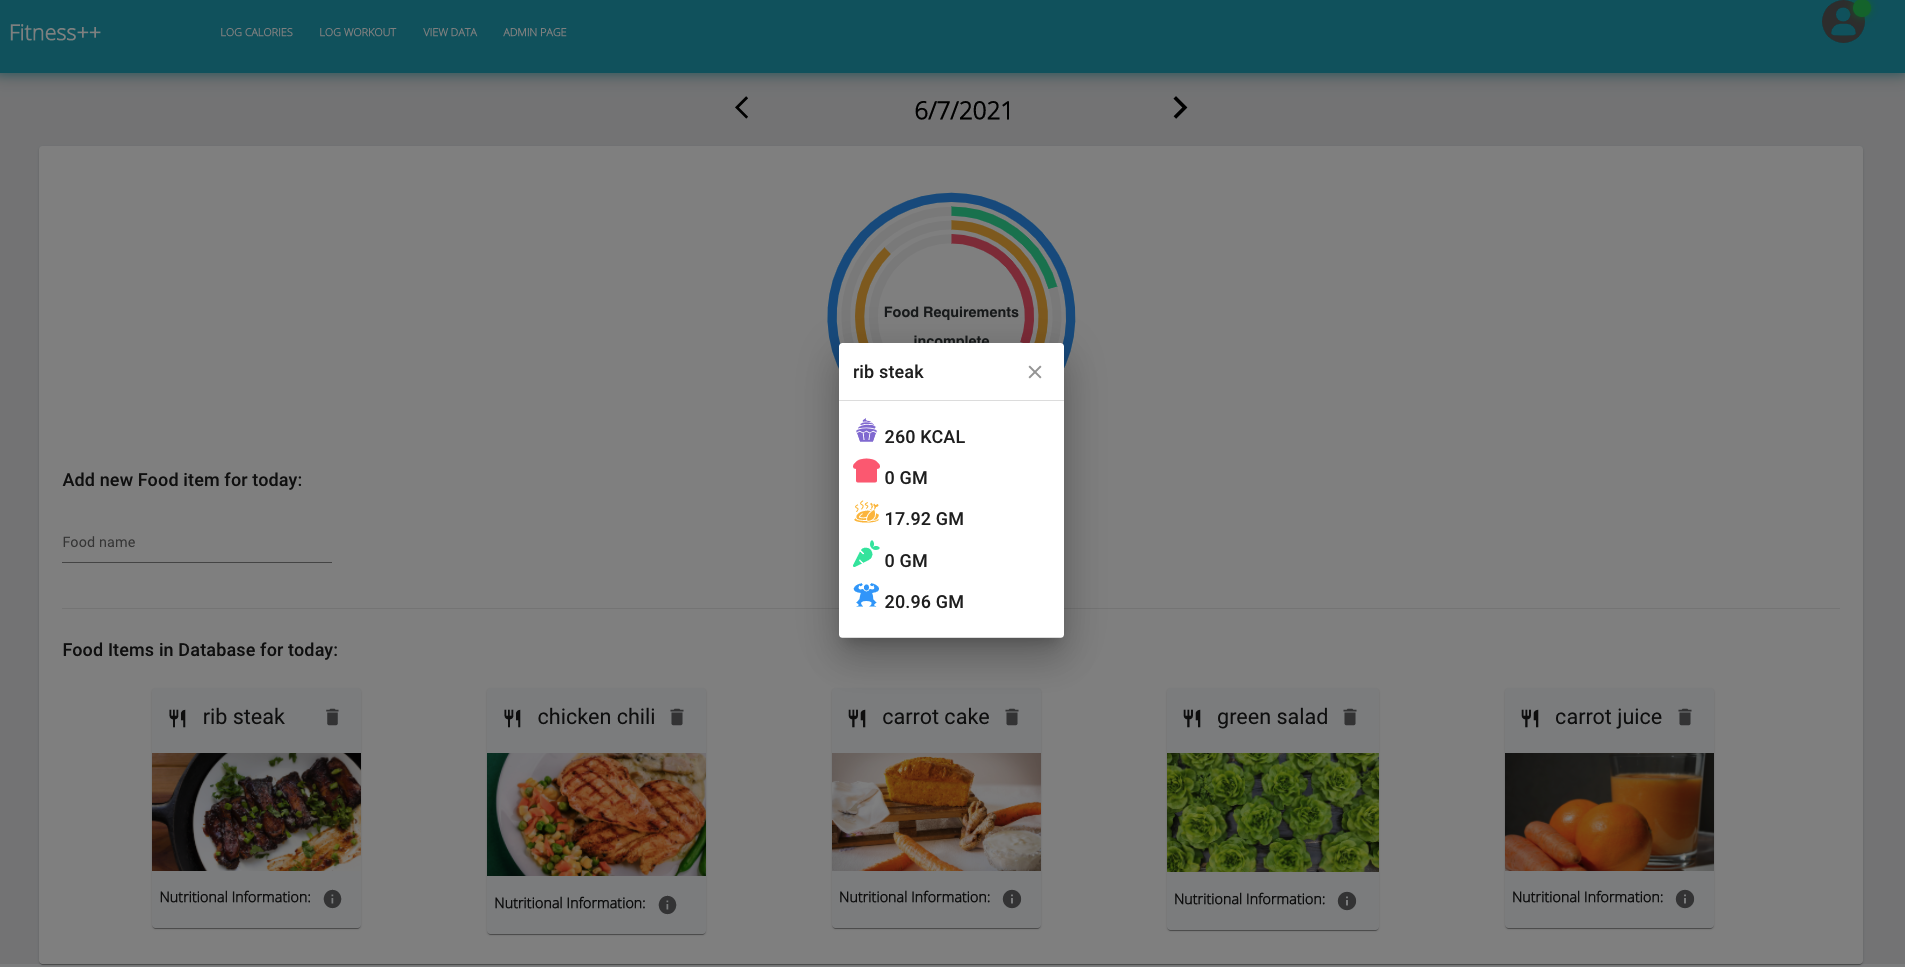 Fitness++
LOG CALORIES LOG WORKOUT VIEW DATA ADMIN PAGE
6/7/2021
Food Requirements
incomplete
rib steak
260 KCAL
0 GM
17.92 GM
0 GM
20.96 GM
Add new Food item for today:
Food name
Food Items in Database for today:
rib steak chicken chili carrot cake green salad carrot juice
Nutritional Information: Nutritional Information: Nutritional Information: Nutritional Information: Nutritional Information: